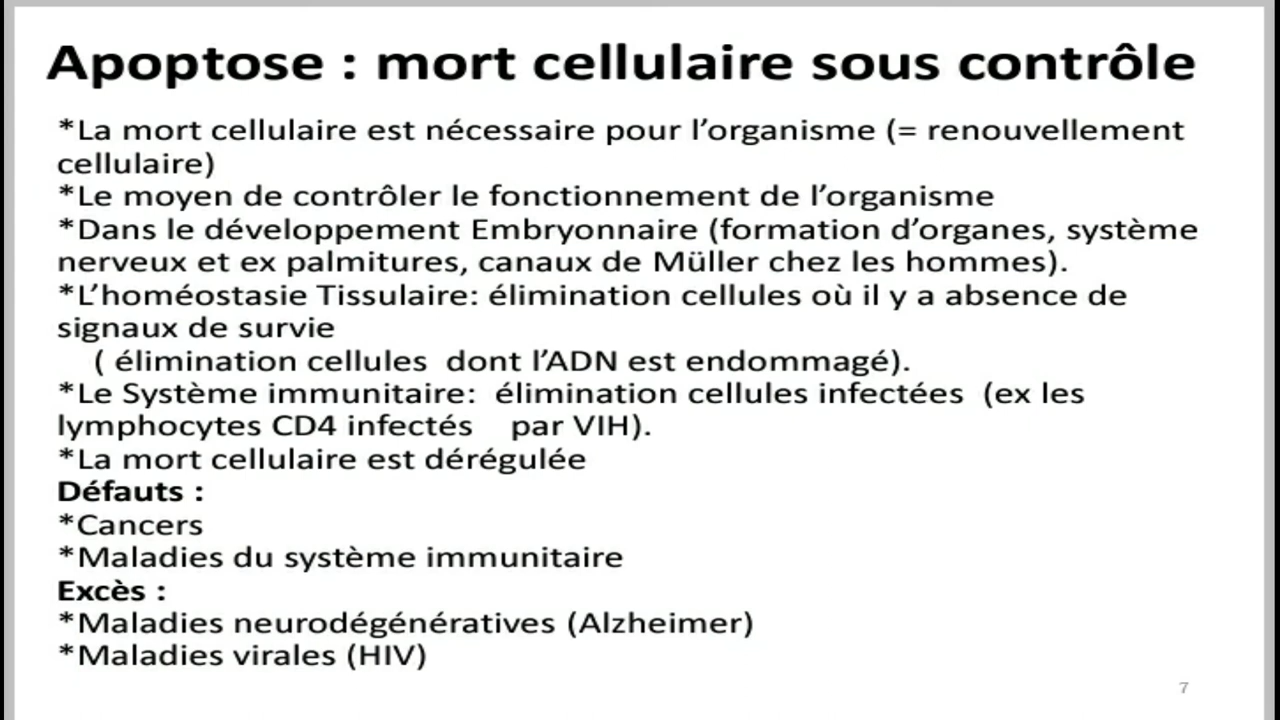 Apoptose : mort cellulaire sous contrôle
*La mort cellulaire est nécessaire pour l’organisme (= renouvellement
cellulaire)
*Le moyen de contrôler le fonctionnement de l’organisme
*Dans le développement Embryonnaire (formation d’organes, système
nerveux et ex palmitures, canaux de Müller chez les hommes).
*L’homéostasie Tissulaire: élimination cellules où il y a absence de
signaux de survie
( élimination cellules dont l’ADN est endommagé).
*Le Système immunitaire: élimination cellules infectées (ex les
lymphocytes CD4 infectés par VIH).
*La mort cellulaire est dérégulée
Défauts :
*Cancers
*Maladies du système immunitaire
Excès :
*Maladies neurodégénératives (Alzheimer)
*Maladies virales (HIV)
7